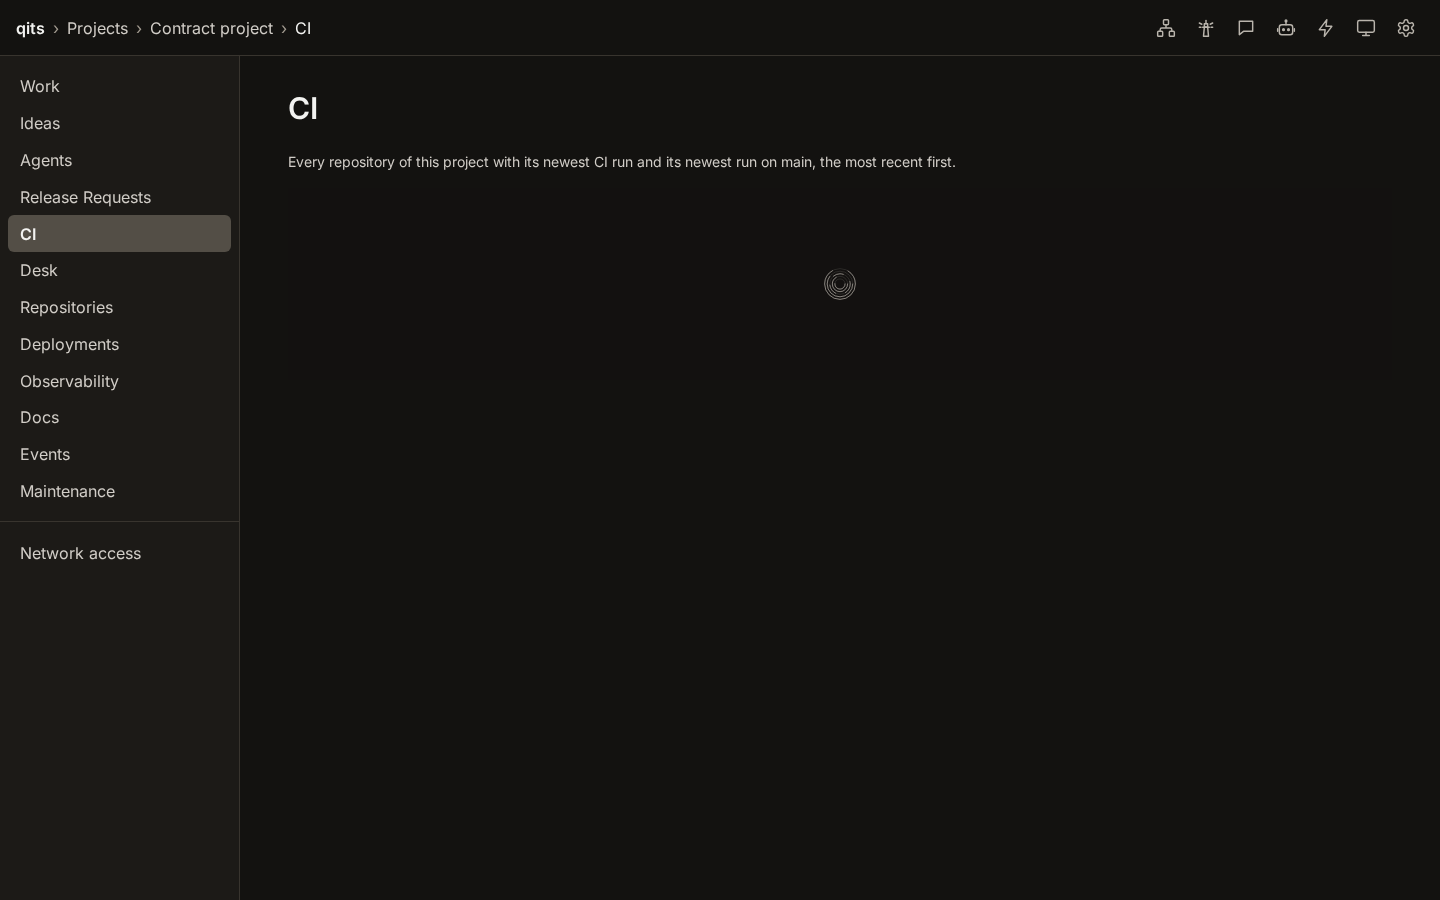 qits › Projects › Contract project › CI
Work
Ideas
Agents
Release Requests
CI
Desk
Repositories
Deployments
Observability
Docs
Events
Maintenance
Network access
CI
Every repository of this project with its newest CI run and its newest run on main, the most recent first.